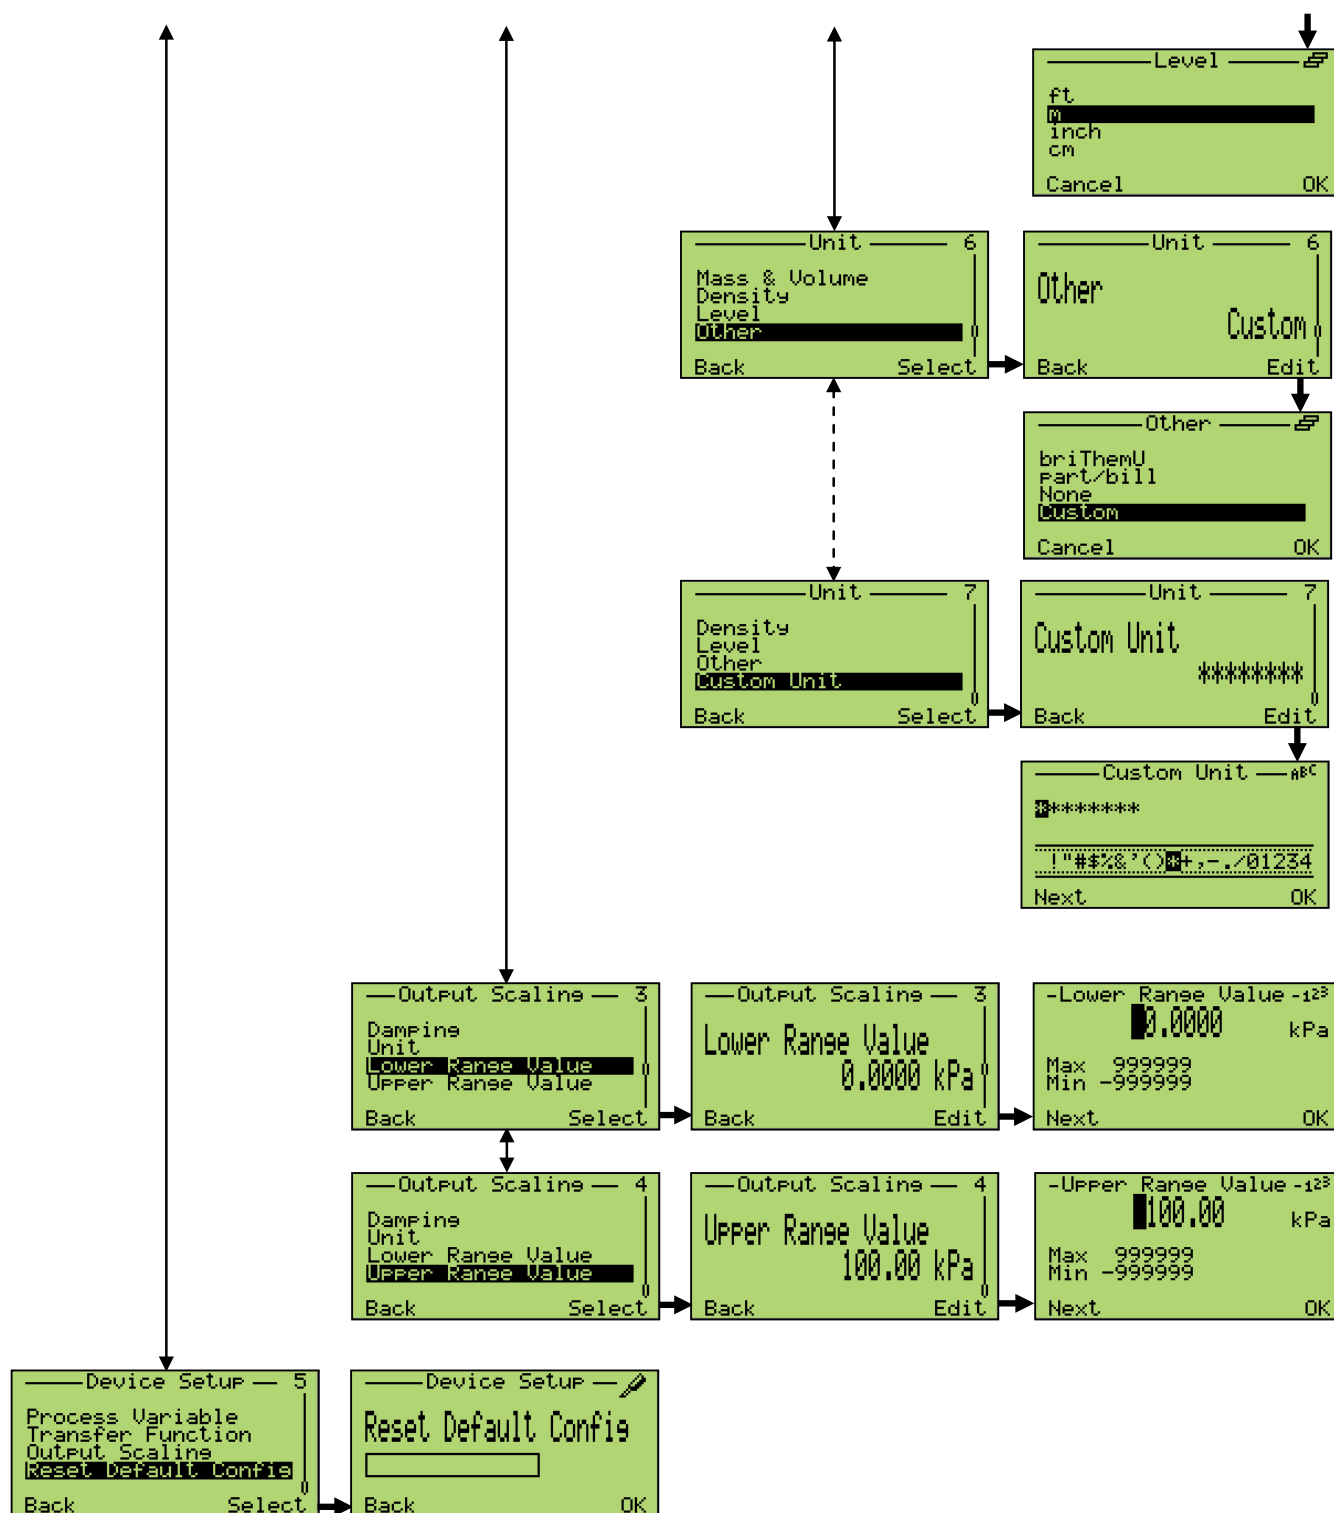 Level
ft
m
inch
cm
Cancel OK
Unit 6
Mass & Volume
Density
Level
Other
Back Select
Unit 6
Other
Custom
Back Edit
Other
briThemU
part/bill
None
Custom
Cancel OK
Unit 7
Density
Level
Other
Custom Unit
Back Select
Unit 7
Custom Unit
********
Back Edit
Custom Unit ABC
********
!"#$%&'()*+,-./01234
Next OK
Output Scaling 3
Damping
Unit
Lower Range Value
Upper Range Value
Back Select
Output Scaling 3
Lower Range Value
0.0000 kPa
Back Edit
Lower Range Value 123
0.0000 kPa
Max 999999
Min -999999
Next OK
Output Scaling 4
Damping
Unit
Lower Range Value
Upper Range Value
Back Select
Output Scaling 4
Upper Range Value
100.00 kPa
Back Edit
Upper Range Value 123
100.00 kPa
Max 999999
Min -999999
Next OK
Device Setup 5
Process Variable
Transfer Function
Output Scaling
Reset Default Config
Back Select
Device Setup
Reset Default Config
Back OK